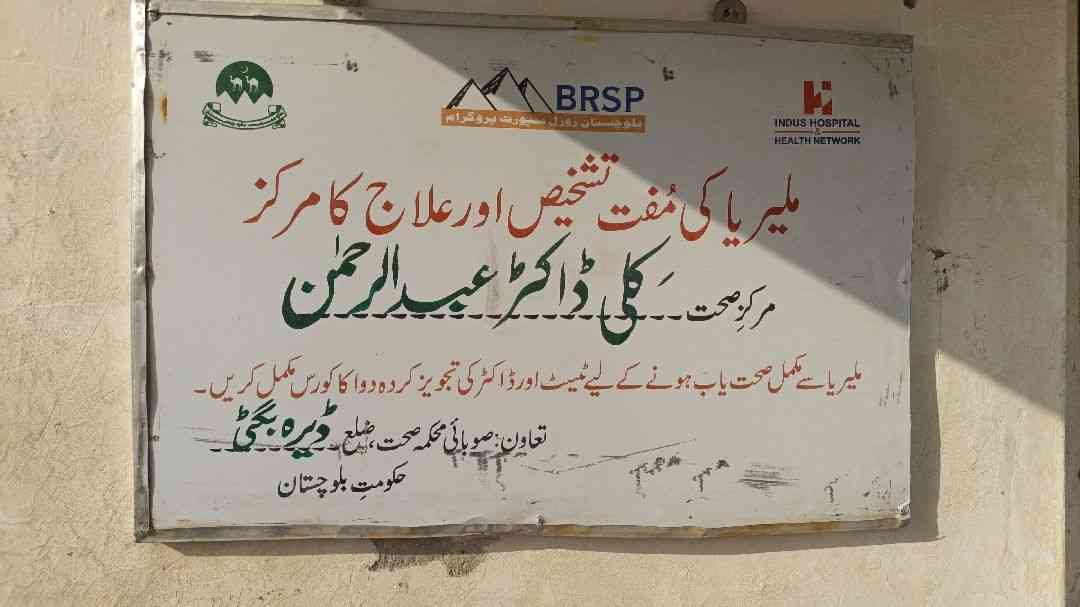 BRSP
بلوچستان رورل سپورٹ پروگرام
INDUS HOSPITAL
&
HEALTH NETWORK
ملیریا کی مُفت تشخیص اور علاج کا مرکز
مرکزِ صحت کَلی ڈاکٹر عبدالرحمٰن
ملیریا سے مکمل صحت یاب ہونے کے لیے ٹیسٹ اور ڈاکٹر کی تجویز کردہ دوا کا کورس مکمل کریں۔
تعاون: صوبائی محکمہ صحت، ضلع ڈیرہ بگٹی
حکومتِ بلوچستان